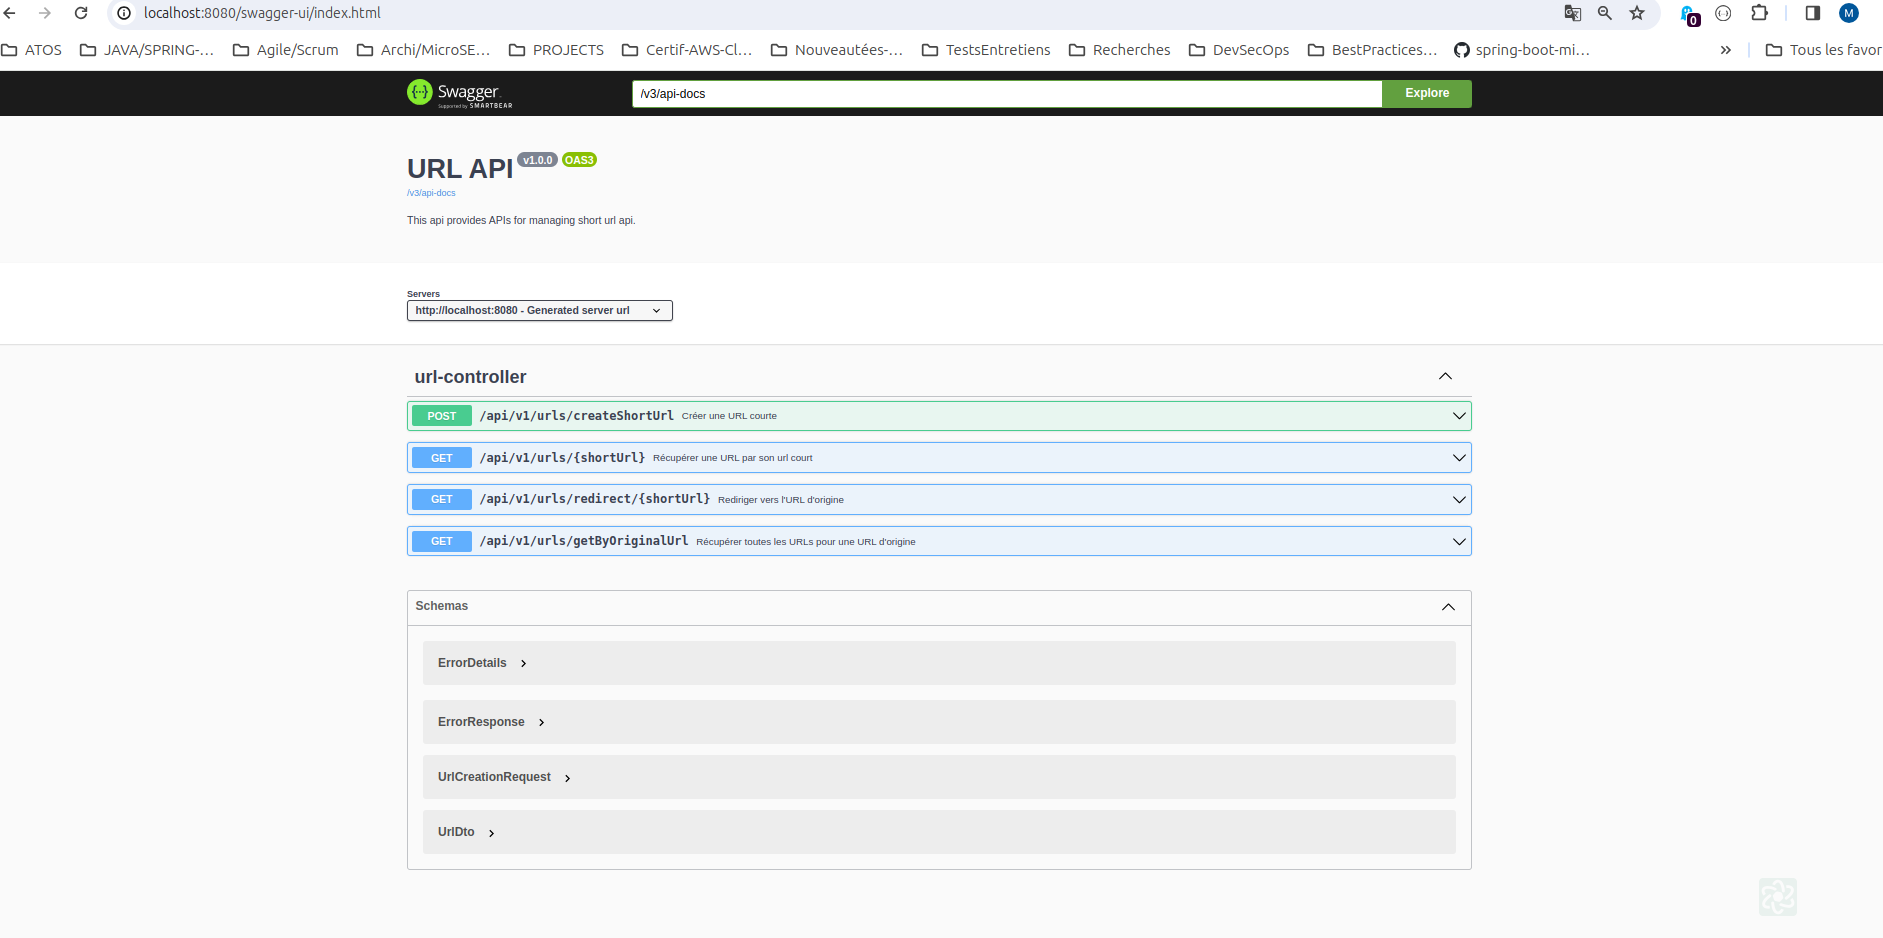 localhost:8080/swagger-ui/index.html
0
M
ATOS JAVA/SPRING-... Agile/Scrum Archi/MicroSE... PROJECTS Certif-AWS-Cl... Nouveautées-... TestsEntretiens Recherches DevSecOps BestPractices... spring-boot-mi... » Tous les favor
Swagger.
Supported by SMARTBEAR
/v3/api-docs
Explore
URL API v1.0.0 OAS3
/v3/api-docs
This api provides APIs for managing short url api.
Servers
http://localhost:8080 - Generated server url
url-controller
POST /api/v1/urls/createShortUrl Créer une URL courte
GET /api/v1/urls/{shortUrl} Récupérer une URL par son url court
GET /api/v1/urls/redirect/{shortUrl} Rediriger vers l'URL d'origine
GET /api/v1/urls/getByOriginalUrl Récupérer toutes les URLs pour une URL d'origine
Schemas
ErrorDetails
ErrorResponse
UrlCreationRequest
UrlDto